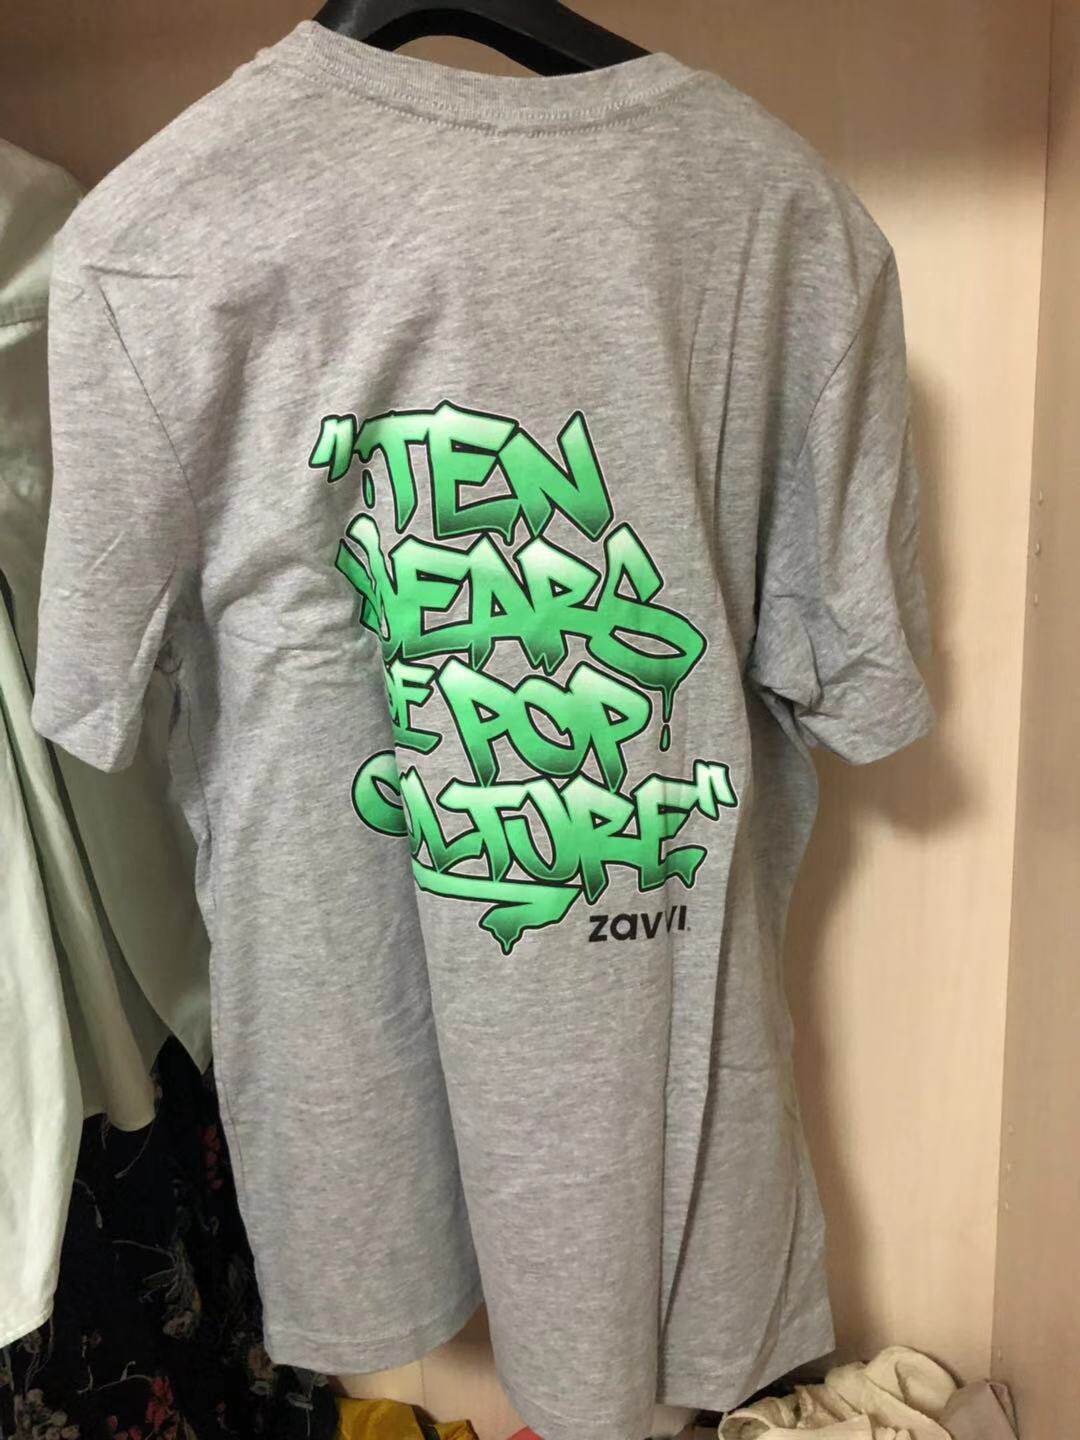 "TEN
YEARS
OF POP
CULTURE"
zavvi.